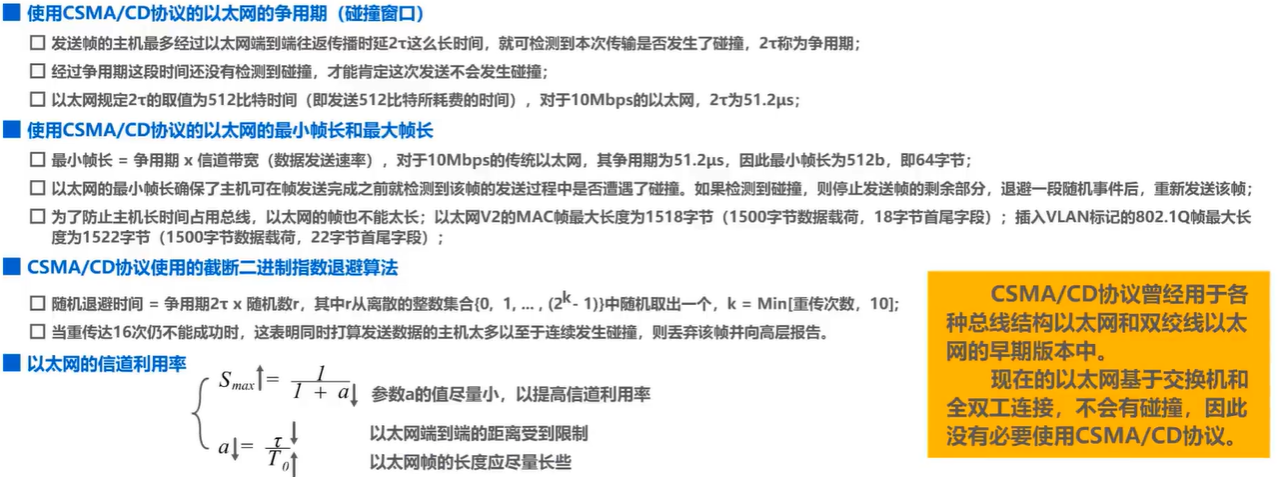 使用CSMA/CD协议的以太网的争用期（碰撞窗口）
发送帧的主机最多经过以太网端到端往返传播时延2τ这么长时间，就可检测到本次传输是否发生了碰撞，2τ称为争用期；
经过争用期这段时间还没有检测到碰撞，才能肯定这次发送不会发生碰撞；
以太网规定2τ的取值为512比特时间（即发送512比特所耗费的时间），对于10Mbps的以太网，2τ为51.2μs；
使用CSMA/CD协议的以太网的最小帧长和最大帧长
最小帧长 = 争用期 x 信道带宽（数据发送速率），对于10Mbps的传统以太网，其争用期为51.2μs，因此最小帧长为512b，即64字节；
以太网的最小帧长确保了主机可在帧发送完成之前就检测到该帧的发送过程中是否遭遇了碰撞。如果检测到碰撞，则停止发送帧的剩余部分，退避一段随机事件后，重新发送该帧；
为了防止主机长时间占用总线，以太网的帧也不能太长；以太网V2的MAC帧最大长度为1518字节（1500字节数据载荷，18字节首尾字段）；插入VLAN标记的802.1Q帧最大长
度为1522字节（1500字节数据载荷，22字节首尾字段）；
CSMA/CD协议使用的截断二进制指数退避算法
随机退避时间 = 争用期2τ x 随机数r，其中r从离散的整数集合{0，1，... , (2^k - 1)}中随机取出一个，k = Min[重传次数，10]；
当重传达16次仍不能成功时，这表明同时打算发送数据的主机太多以至于连续发生碰撞，则丢弃该帧并向高层报告。
以太网的信道利用率
S_max↑ = 1 / (1 + a↓) 参数a的值尽量小，以提高信道利用率
a↓ = τ↓ / T_0↑ 以太网端到端的距离受到限制
以太网帧的长度应尽量长些
CSMA/CD协议曾经用于各
种总线结构以太网和双绞线以太
网的早期版本中。
现在的以太网基于交换机和
全双工连接，不会有碰撞，因此
没有必要使用CSMA/CD协议。